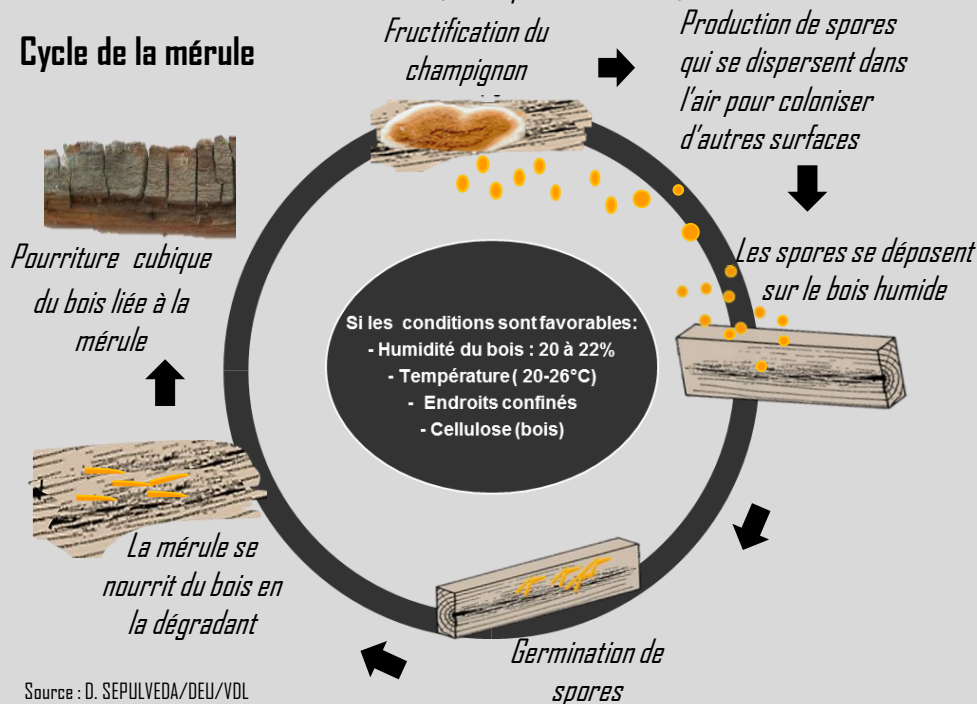 Cycle de la mérule
Fructification du
champignon
Production de spores
qui se dispersent dans
l'air pour coloniser
d'autres surfaces
Les spores se déposent
sur le bois humide
Si les conditions sont favorables:
- Humidité du bois : 20 à 22%
- Température ( 20-26°C)
- Endroits confinés
- Cellulose (bois)
Germination de
spores
La mérule se
nourrit du bois en
la dégradant
Pourriture cubique
du bois liée à la
mérule
Source : D. SEPULVEDA/DEU/VDL